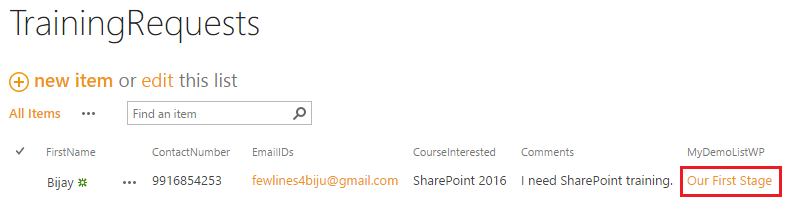 TrainingRequests
new item or edit this list
All Items ••• Find an item
FirstName ContactNumber EmailIDs CourseInterested Comments MyDemoListWP
Bijay ••• 9916854253 fewlines4biju@gmail.com SharePoint 2016 I need SharePoint training. Our First Stage